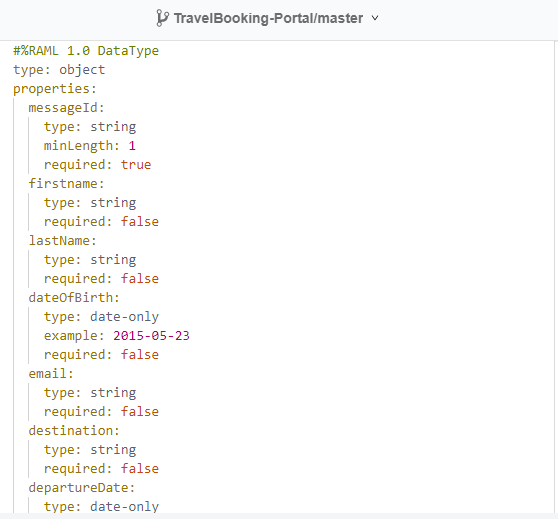 TravelBooking-Portal/master
#%RAML 1.0 DataType
type: object
properties:
messageId:
type: string
minLength: 1
required: true
firstname:
type: string
required: false
lastName:
type: string
required: false
dateOfBirth:
type: date-only
example: 2015-05-23
required: false
email:
type: string
required: false
destination:
type: string
required: false
departureDate:
type: date-only